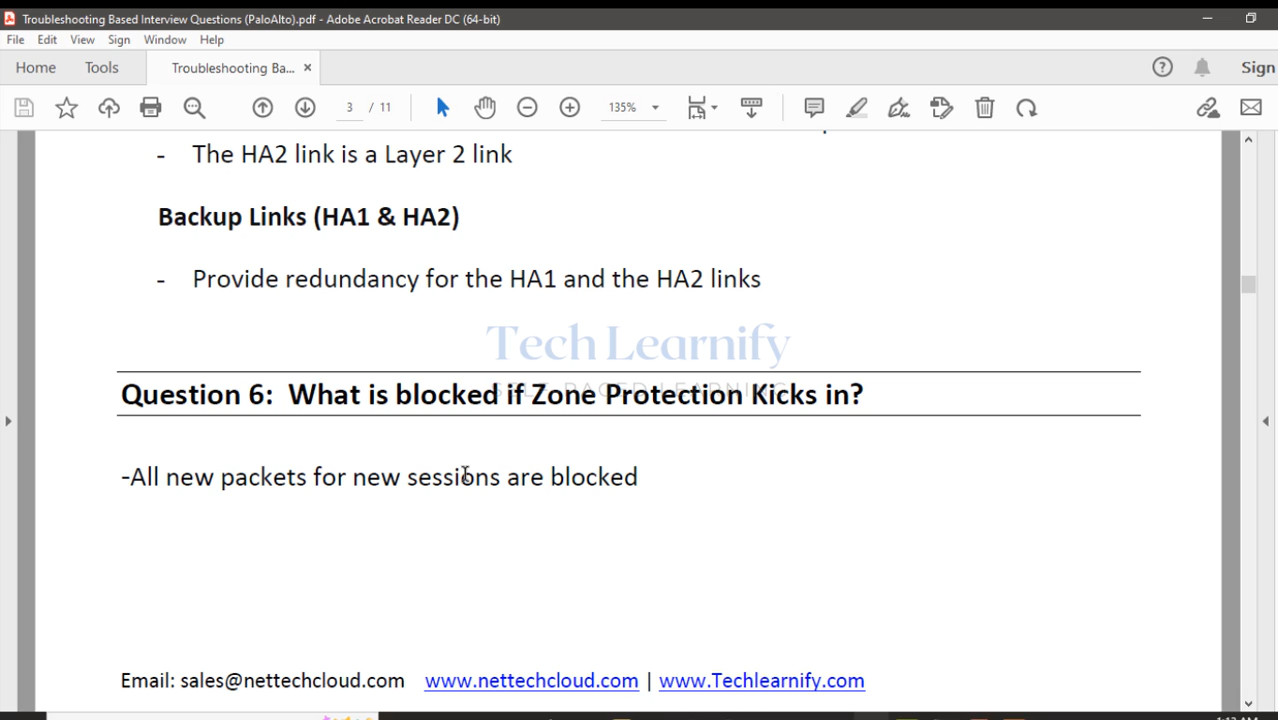 Troubleshooting Based Interview Questions (PaloAlto).pdf - Adobe Acrobat Reader DC (64-bit)
File Edit View Sign Window Help
Home Tools Troubleshooting Ba... × Sign
3 / 11 135%
- The HA2 link is a Layer 2 link
Backup Links (HA1 & HA2)
- Provide redundancy for the HA1 and the HA2 links
Tech Learnify
SELF-PACED LEARNING
Question 6: What is blocked if Zone Protection Kicks in?
-All new packets for new sessions are blocked
Email: sales@nettechcloud.com www.nettechcloud.com | www.Techlearnify.com